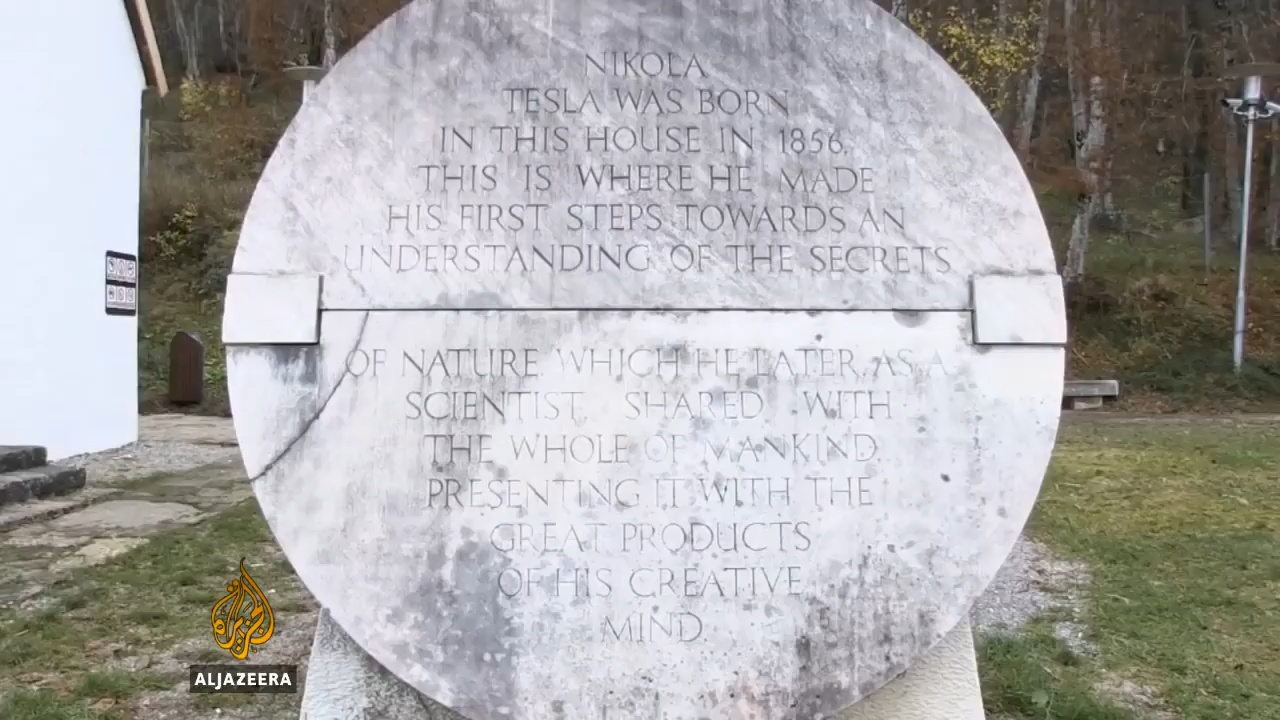 NIKOLA
TESLA WAS BORN
IN THIS HOUSE IN 1856.
THIS IS WHERE HE MADE
HIS FIRST STEPS TOWARDS AN
UNDERSTANDING OF THE SECRETS
OF NATURE WHICH HE LATER, AS A
SCIENTIST, SHARED WITH
THE WHOLE OF MANKIND,
PRESENTING IT WITH THE
GREAT PRODUCTS
OF HIS CREATIVE
MIND.
الجزيرة
ALJAZEERA